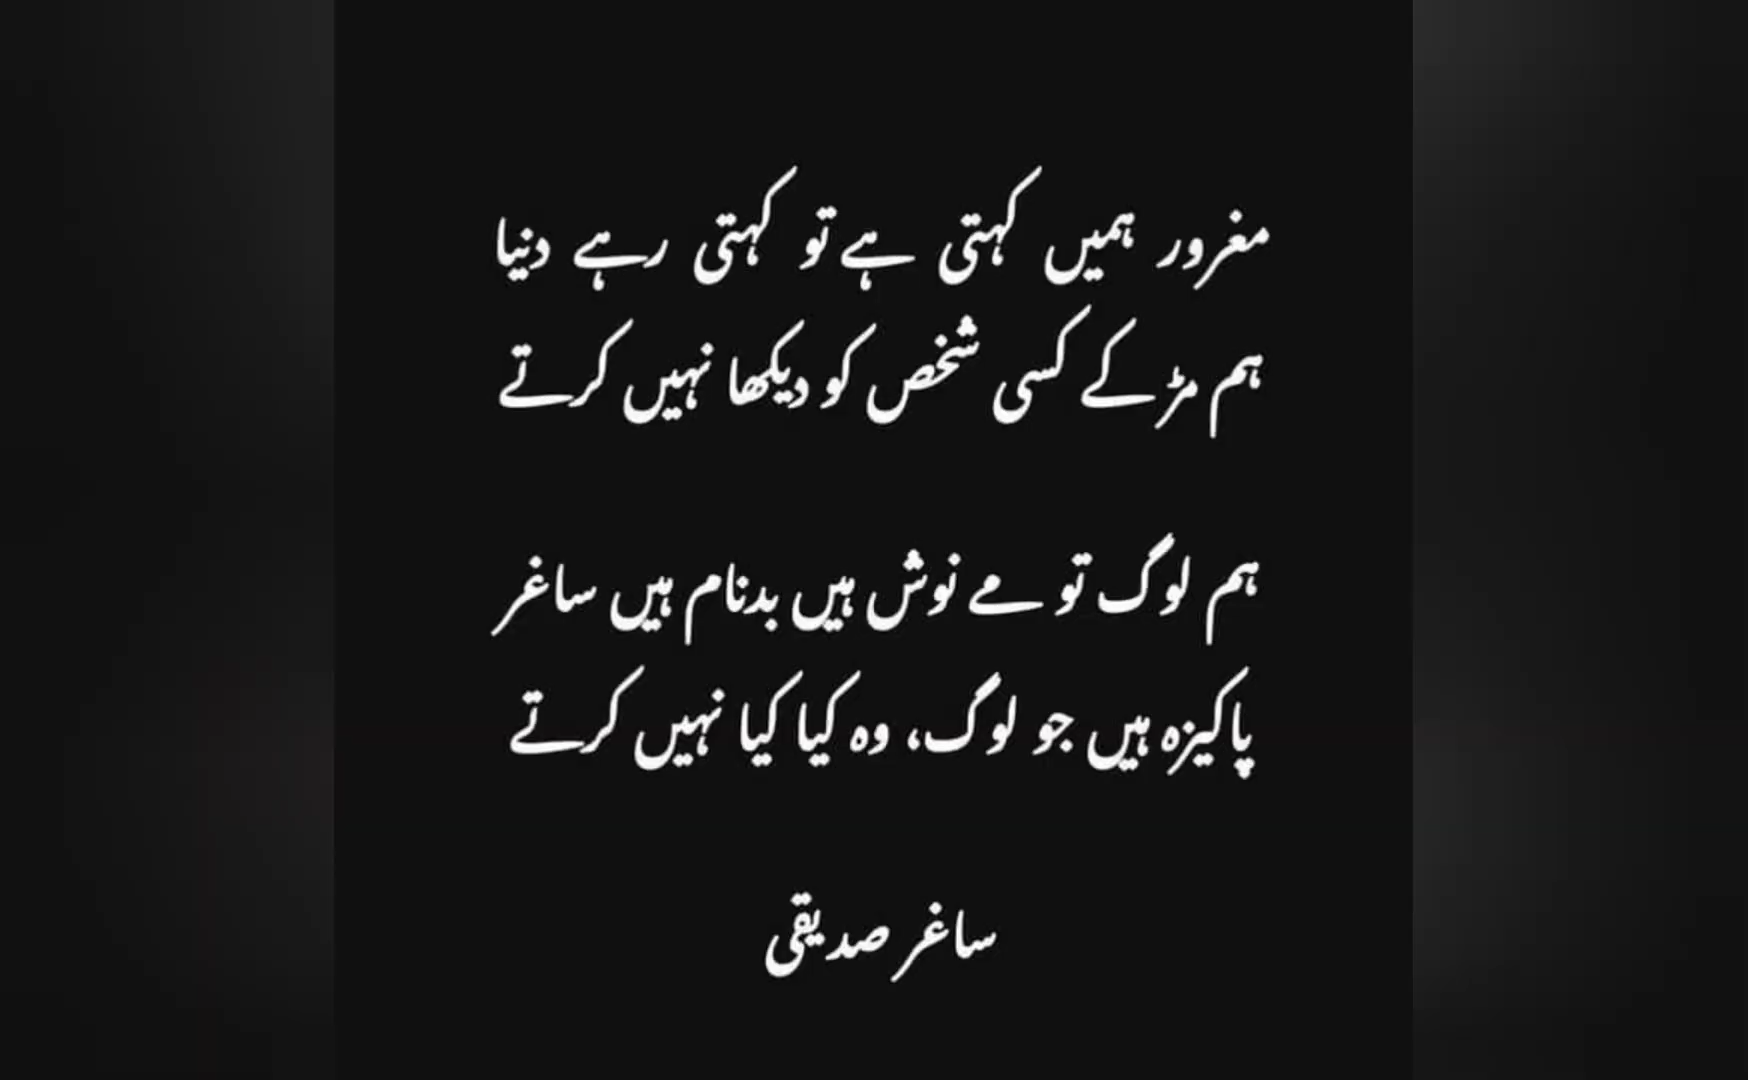 مغرور ہمیں کہتی ہے تو کہتی رہے دنیا
ہم مڑ کے کسی شخص کو دیکھا نہیں کرتے
ہم لوگ تو مے نوش ہیں بدنام ہیں ساغر
پاکیزہ ہیں جو لوگ، وہ کیا کیا نہیں کرتے
ساغر صدیقی